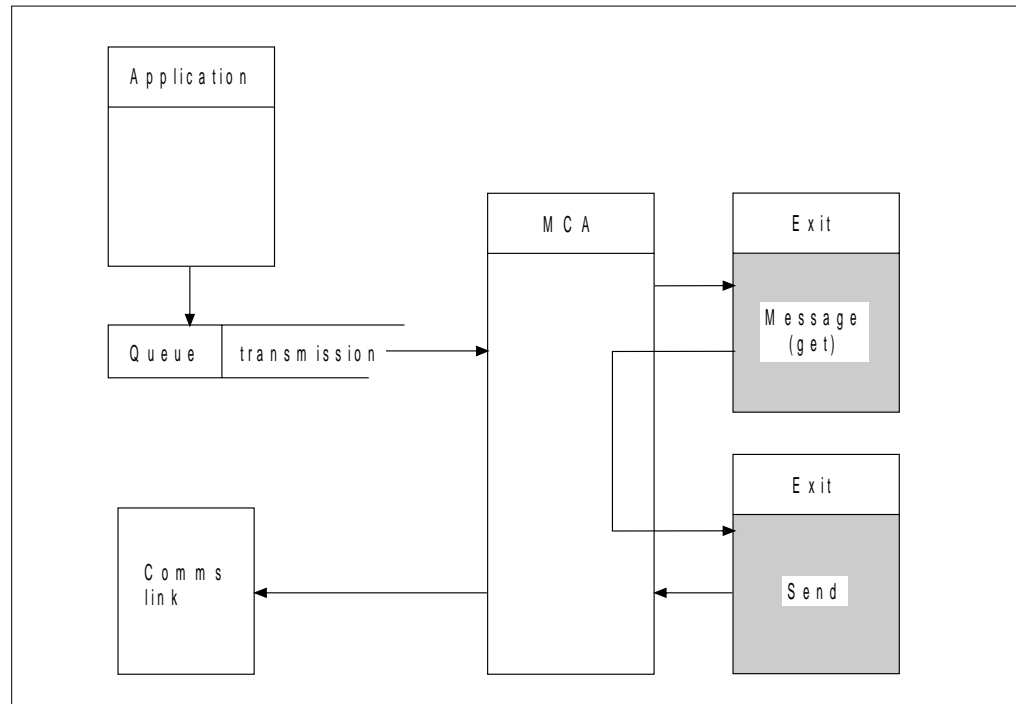 Application
MCA
Exit
Message
(get)
Queue
transmission
Exit
Comms
link
Send